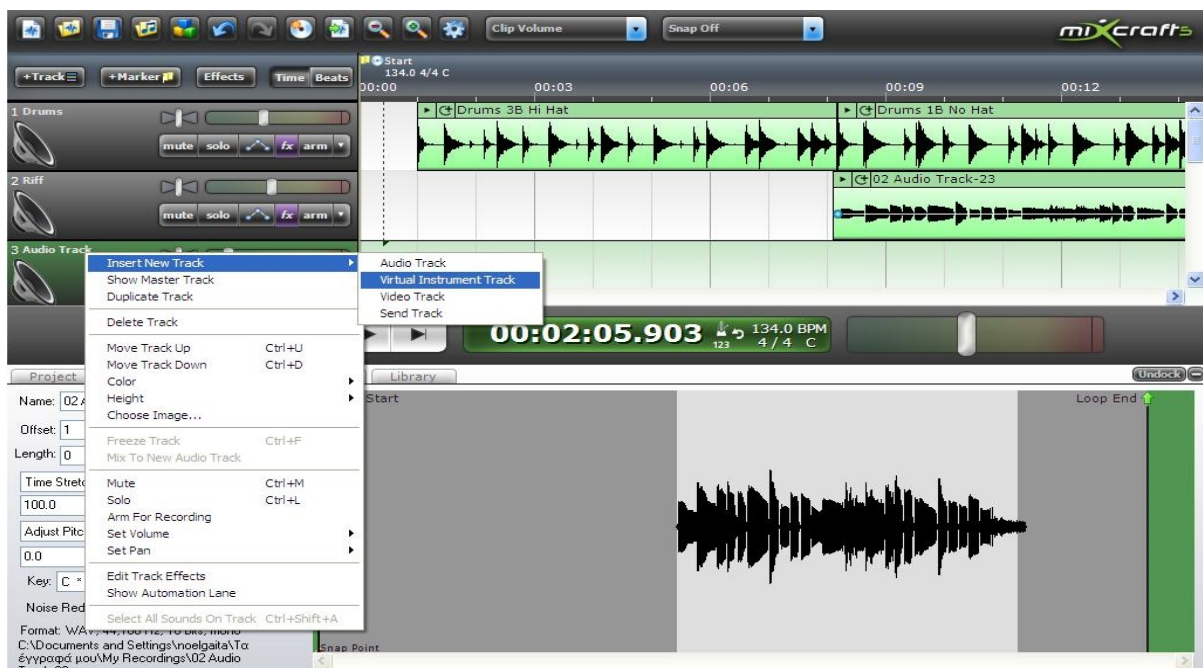 Clip Volume Snap Off mixcraft5
Start
134.0 4/4 C
+Track +Marker Effects Time Beats
00:00 00:03 00:06 00:09 00:12
1 Drums
Drums 3B Hi Hat Drums 1B No Hat
mute solo fx arm
2 Riff
02 Audio Track-23
mute solo fx arm
3 Audio Track
Insert New Track
Show Master Track
Duplicate Track
Delete Track
Move Track Up Ctrl+U
Move Track Down Ctrl+D
Color
Height
Choose Image...
Freeze Track Ctrl+F
Mix To New Audio Track
Mute Ctrl+M
Solo Ctrl+L
Arm For Recording
Set Volume
Set Pan
Edit Track Effects
Show Automation Lane
Select All Sounds On Track Ctrl+Shift+A
Audio Track
Virtual Instrument Track
Video Track
Send Track
00:02:05.903 123 134.0 BPM
4 / 4 C
Project Library Undock
Name: 02
Start Loop End
Offset: 1
Length: 0
Time Stret
100.0
Adjust Pitc
0.0
Key: C *
Noise Red
Format: WAV, 44,100 Hz, 16 bits, mono
C:\Documents and Settings\noelgaita\Τα
έγγραφά μου\My Recordings\02 Audio
Snap Point